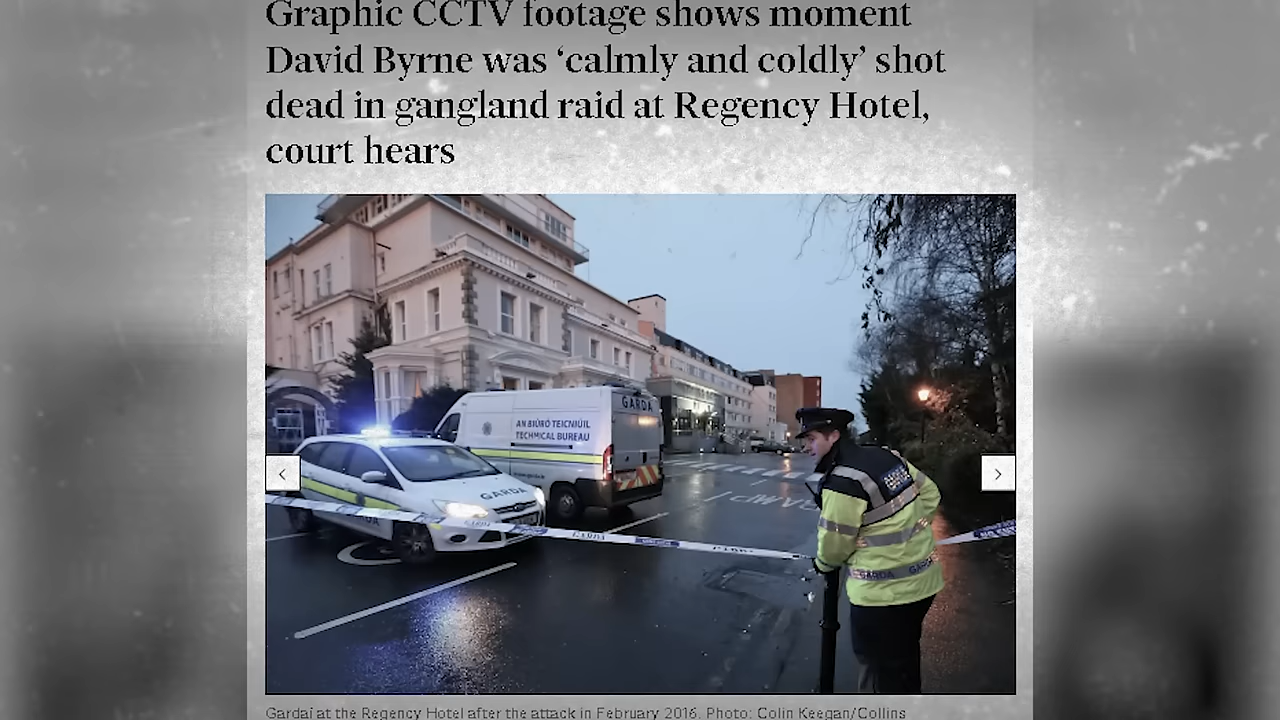 Graphic CCTV footage shows moment
David Byrne was ‘calmly and coldly’ shot
dead in gangland raid at Regency Hotel,
court hears
GARDA
AN BIÚRÓ TEICNIÚIL
TECHNICAL BUREAU
GARDA
GARDA
GARDA
Gardaí at the Regency Hotel after the attack in February 2016. Photo: Colin Keegan/Collins